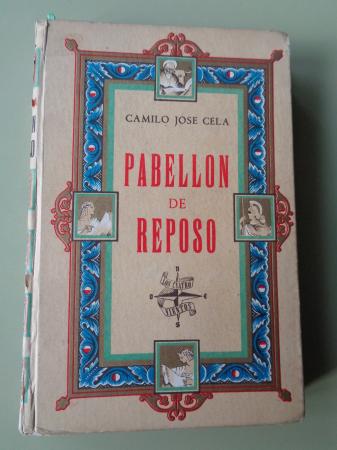 CAMILO JOSE CELA
PABELLON
DE
REPOSO
N
O E
LOS CUATRO
VIENTOS
S